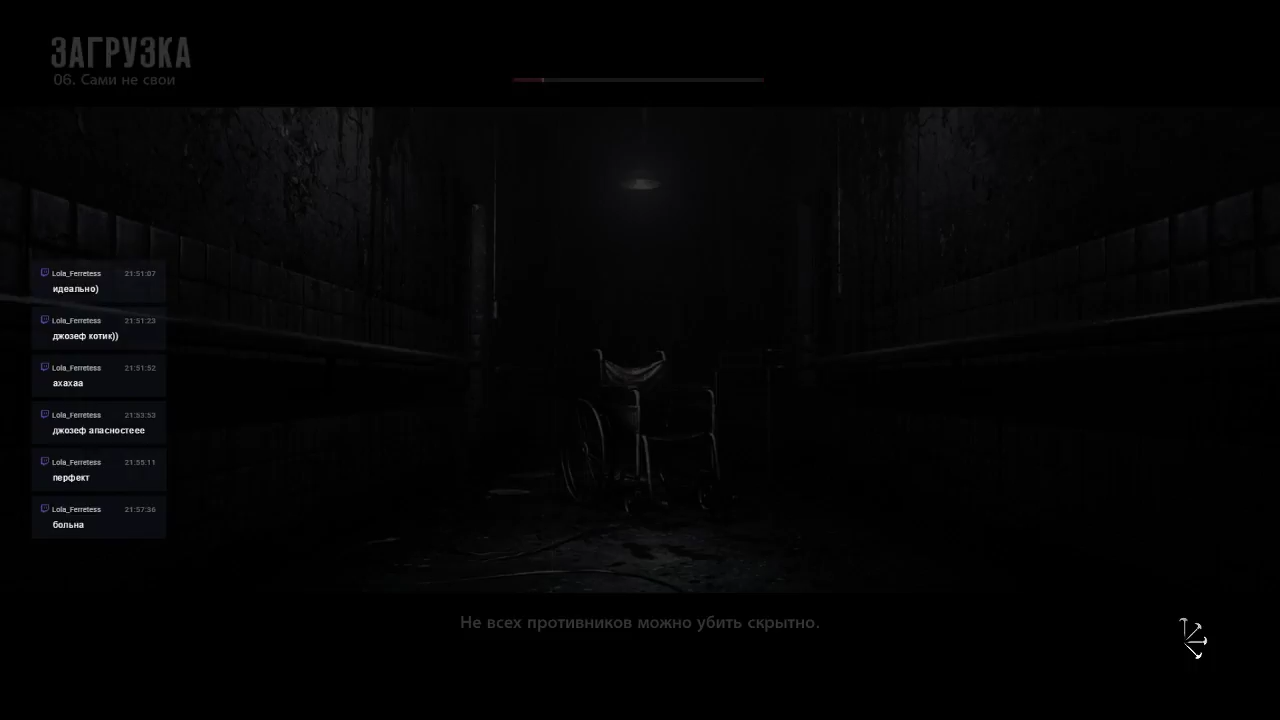 ЗАГРУЗКА
06. Сами не свои
Lola_Ferretess 21:51:07
идеально)
Lola_Ferretess 21:51:23
джозеф котик))
Lola_Ferretess 21:51:52
ахахаа
Lola_Ferretess 21:53:53
джозеф апасностеее
Lola_Ferretess 21:55:11
перфект
Lola_Ferretess 21:57:36
больна
Не всех противников можно убить скрытно.